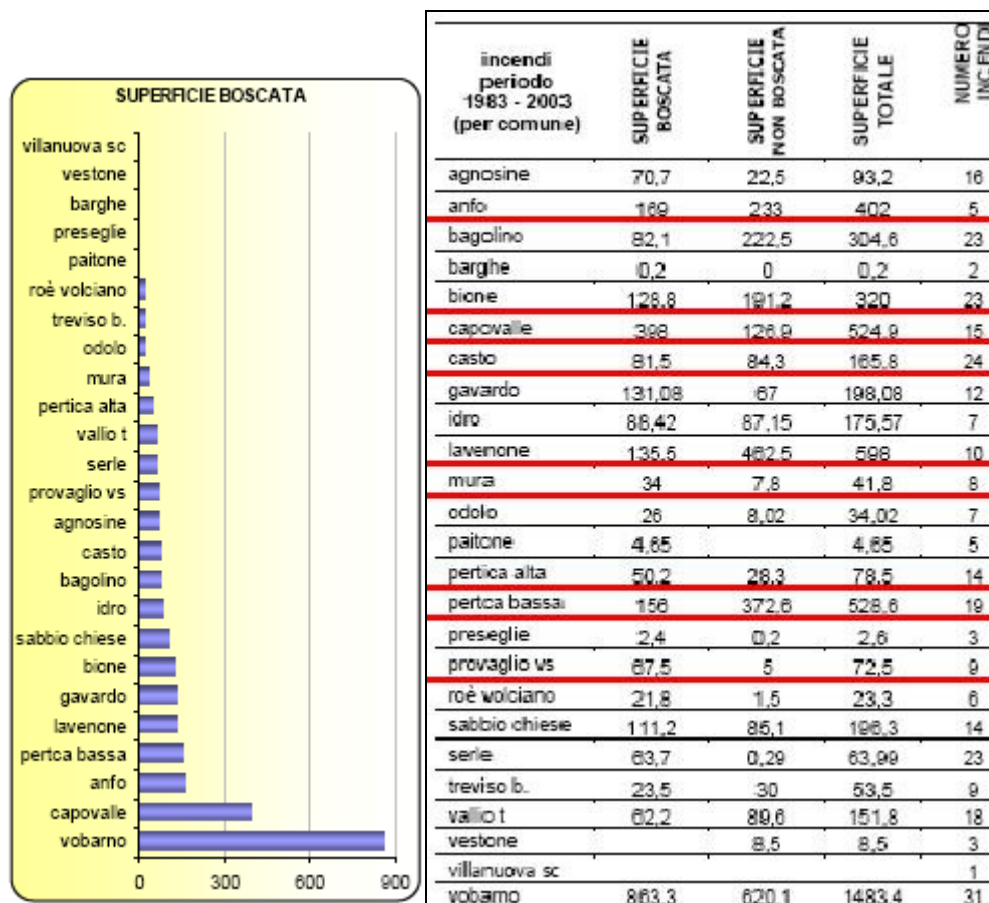 SUPERFICIE BOSCATA
villanuova sc
vestone
barghe
preseglie
paitone
roè volciano
treviso b.
odolo
mura
pertica alta
vallio t
serle
provaglio vs
agnosine
casto
bagolino
idro
sabbio chiese
bione
gavardo
lavenone
pertca bassa
anfo
capovalle
vobarno
0 300 600 900
incendi periodo 1983 - 2003 (per comune) SUPERFICIE BOSCATA SUPERFICIE NON BOSCATA SUPERFICIE TOTALE NUMERO INCENDI
agnosine 70,7 22,5 93,2 16
anfo 169 233 402 5
bagolino 82,1 222,5 304,6 23
barghe 0,2 0 0,2 2
bione 128,8 191,2 320 23
capovalle 398 126,9 524,9 15
casto 81,5 84,3 165,8 24
gavardo 131,08 67 198,08 12
idro 88,42 87,15 175,57 7
lavenone 135,5 462,5 598 10
mura 34 7,8 41,8 8
odolo 26 8,02 34,02 7
paitone 4,65 4,65 5
pertica alta 50,2 28,3 78,5 14
pertca bassa 156 372,6 528,6 19
preseglie 2,4 0,2 2,6 3
provaglio vs 67,5 5 72,5 9
roè volciano 21,8 1,5 23,3 6
sabbio chiese 111,2 85,1 196,3 14
serle 63,7 0,29 63,99 23
treviso b. 23,5 30 53,5 9
vallio t 62,2 89,6 151,8 18
vestone 8,5 8,5 3
villanuova sc 1
vobarno 863,3 620,1 1483,4 31